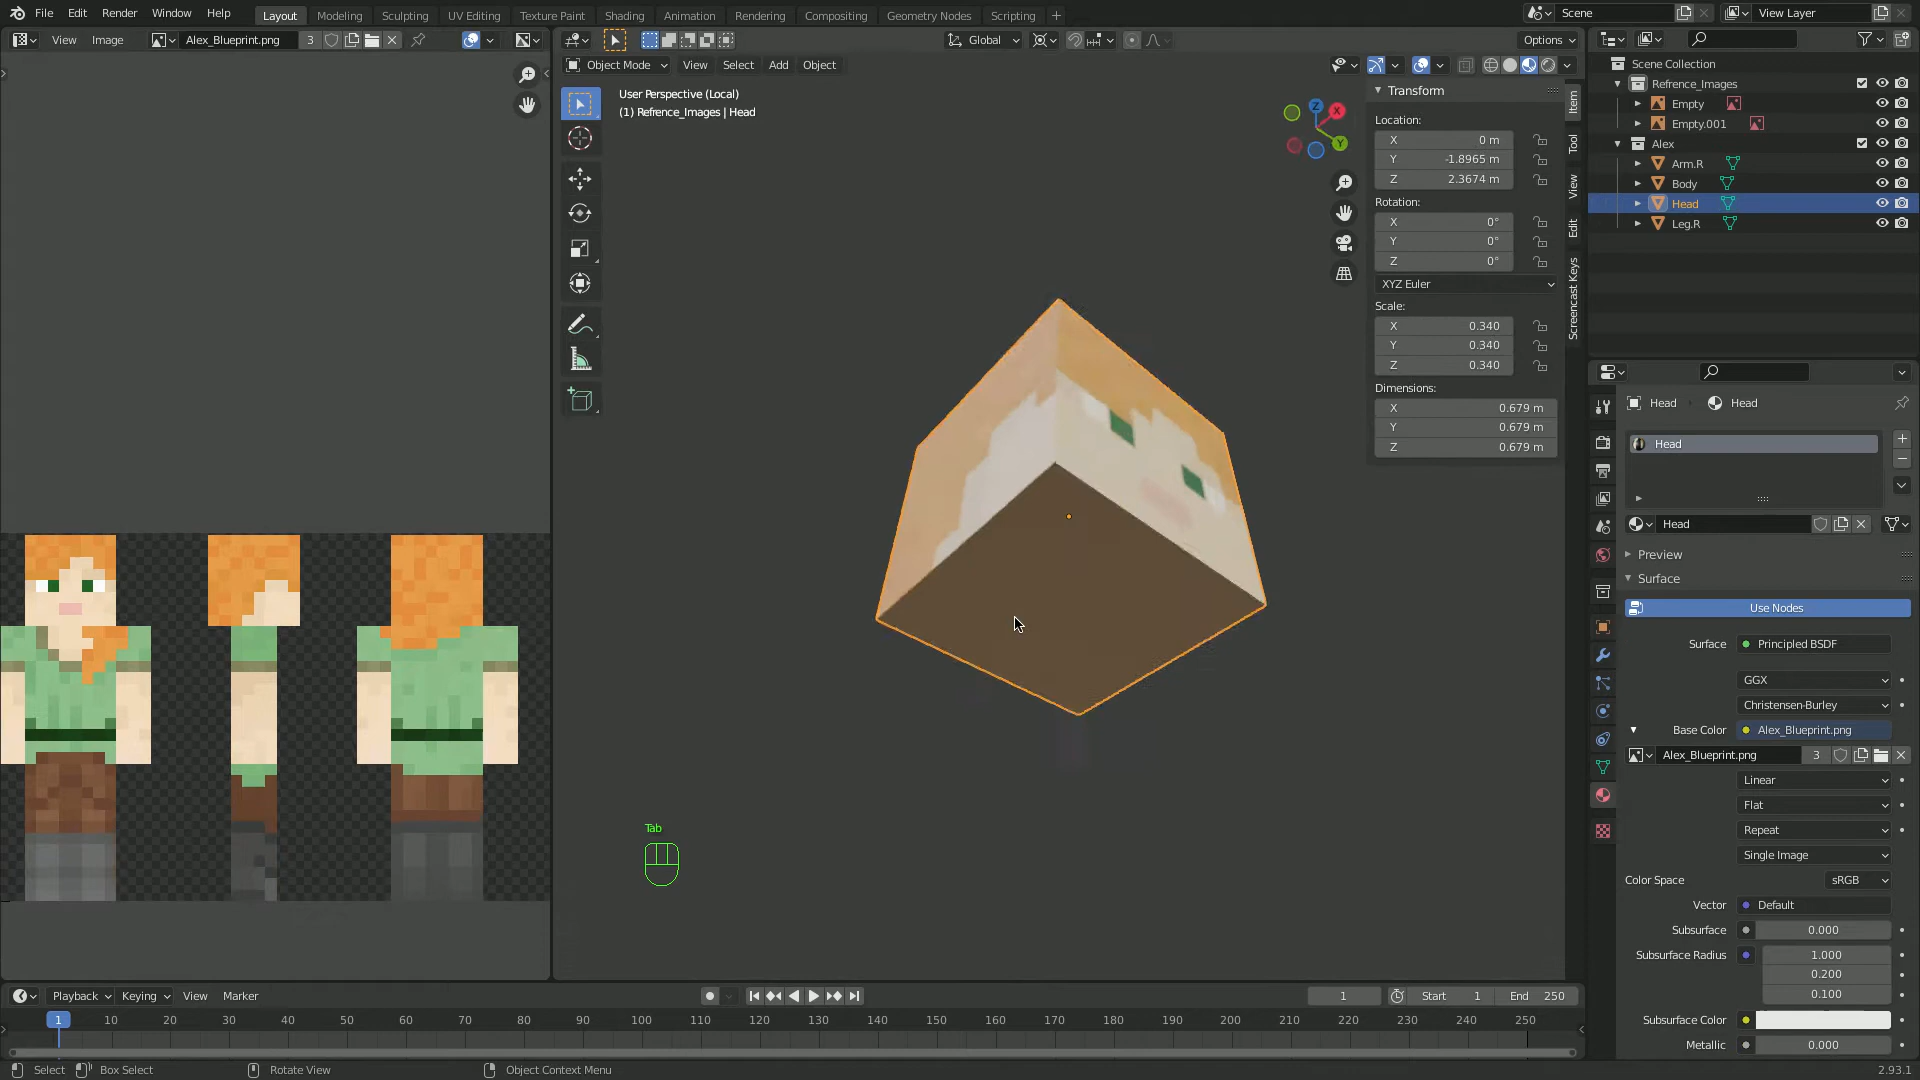 File Edit Render Window Help Layout Modeling Sculpting UV Editing Texture Paint Shading Animation Rendering Compositing Geometry Nodes Scripting + Scene View Layer
View Image Alex_Blueprint.png 3 Global Options
Object Mode View Select Add Object
User Perspective (Local)
(1) Refrence_Images | Head
Z
X
Y
Transform
Location:
X 0 m
Y -1.8965 m
Z 2.3674 m
Rotation:
X 0°
Y 0°
Z 0°
XYZ Euler
Scale:
X 0.340
Y 0.340
Z 0.340
Dimensions:
X 0.679 m
Y 0.679 m
Z 0.679 m
Item
Tool
View
Edit
Screencast Keys
Scene Collection
Refrence_Images
Empty
Empty.001
Alex
Arm.R
Body
Head
Leg.R
Head Head
Head
Head
Preview
Surface
Use Nodes
Surface Principled BSDF
GGX
Christensen-Burley
Base Color Alex_Blueprint.png
Alex_Blueprint.png 3
Linear
Flat
Repeat
Single Image
Color Space sRGB
Vector Default
Subsurface 0.000
Subsurface Radius 1.000
0.200
0.100
Subsurface Color
Metallic 0.000
Tab
Playback Keying View Marker 1 Start 1 End 250
1 10 20 30 40 50 60 70 80 90 100 110 120 130 140 150 160 170 180 190 200 210 220 230 240 250
Select Box Select Rotate View Object Context Menu 2.93.1